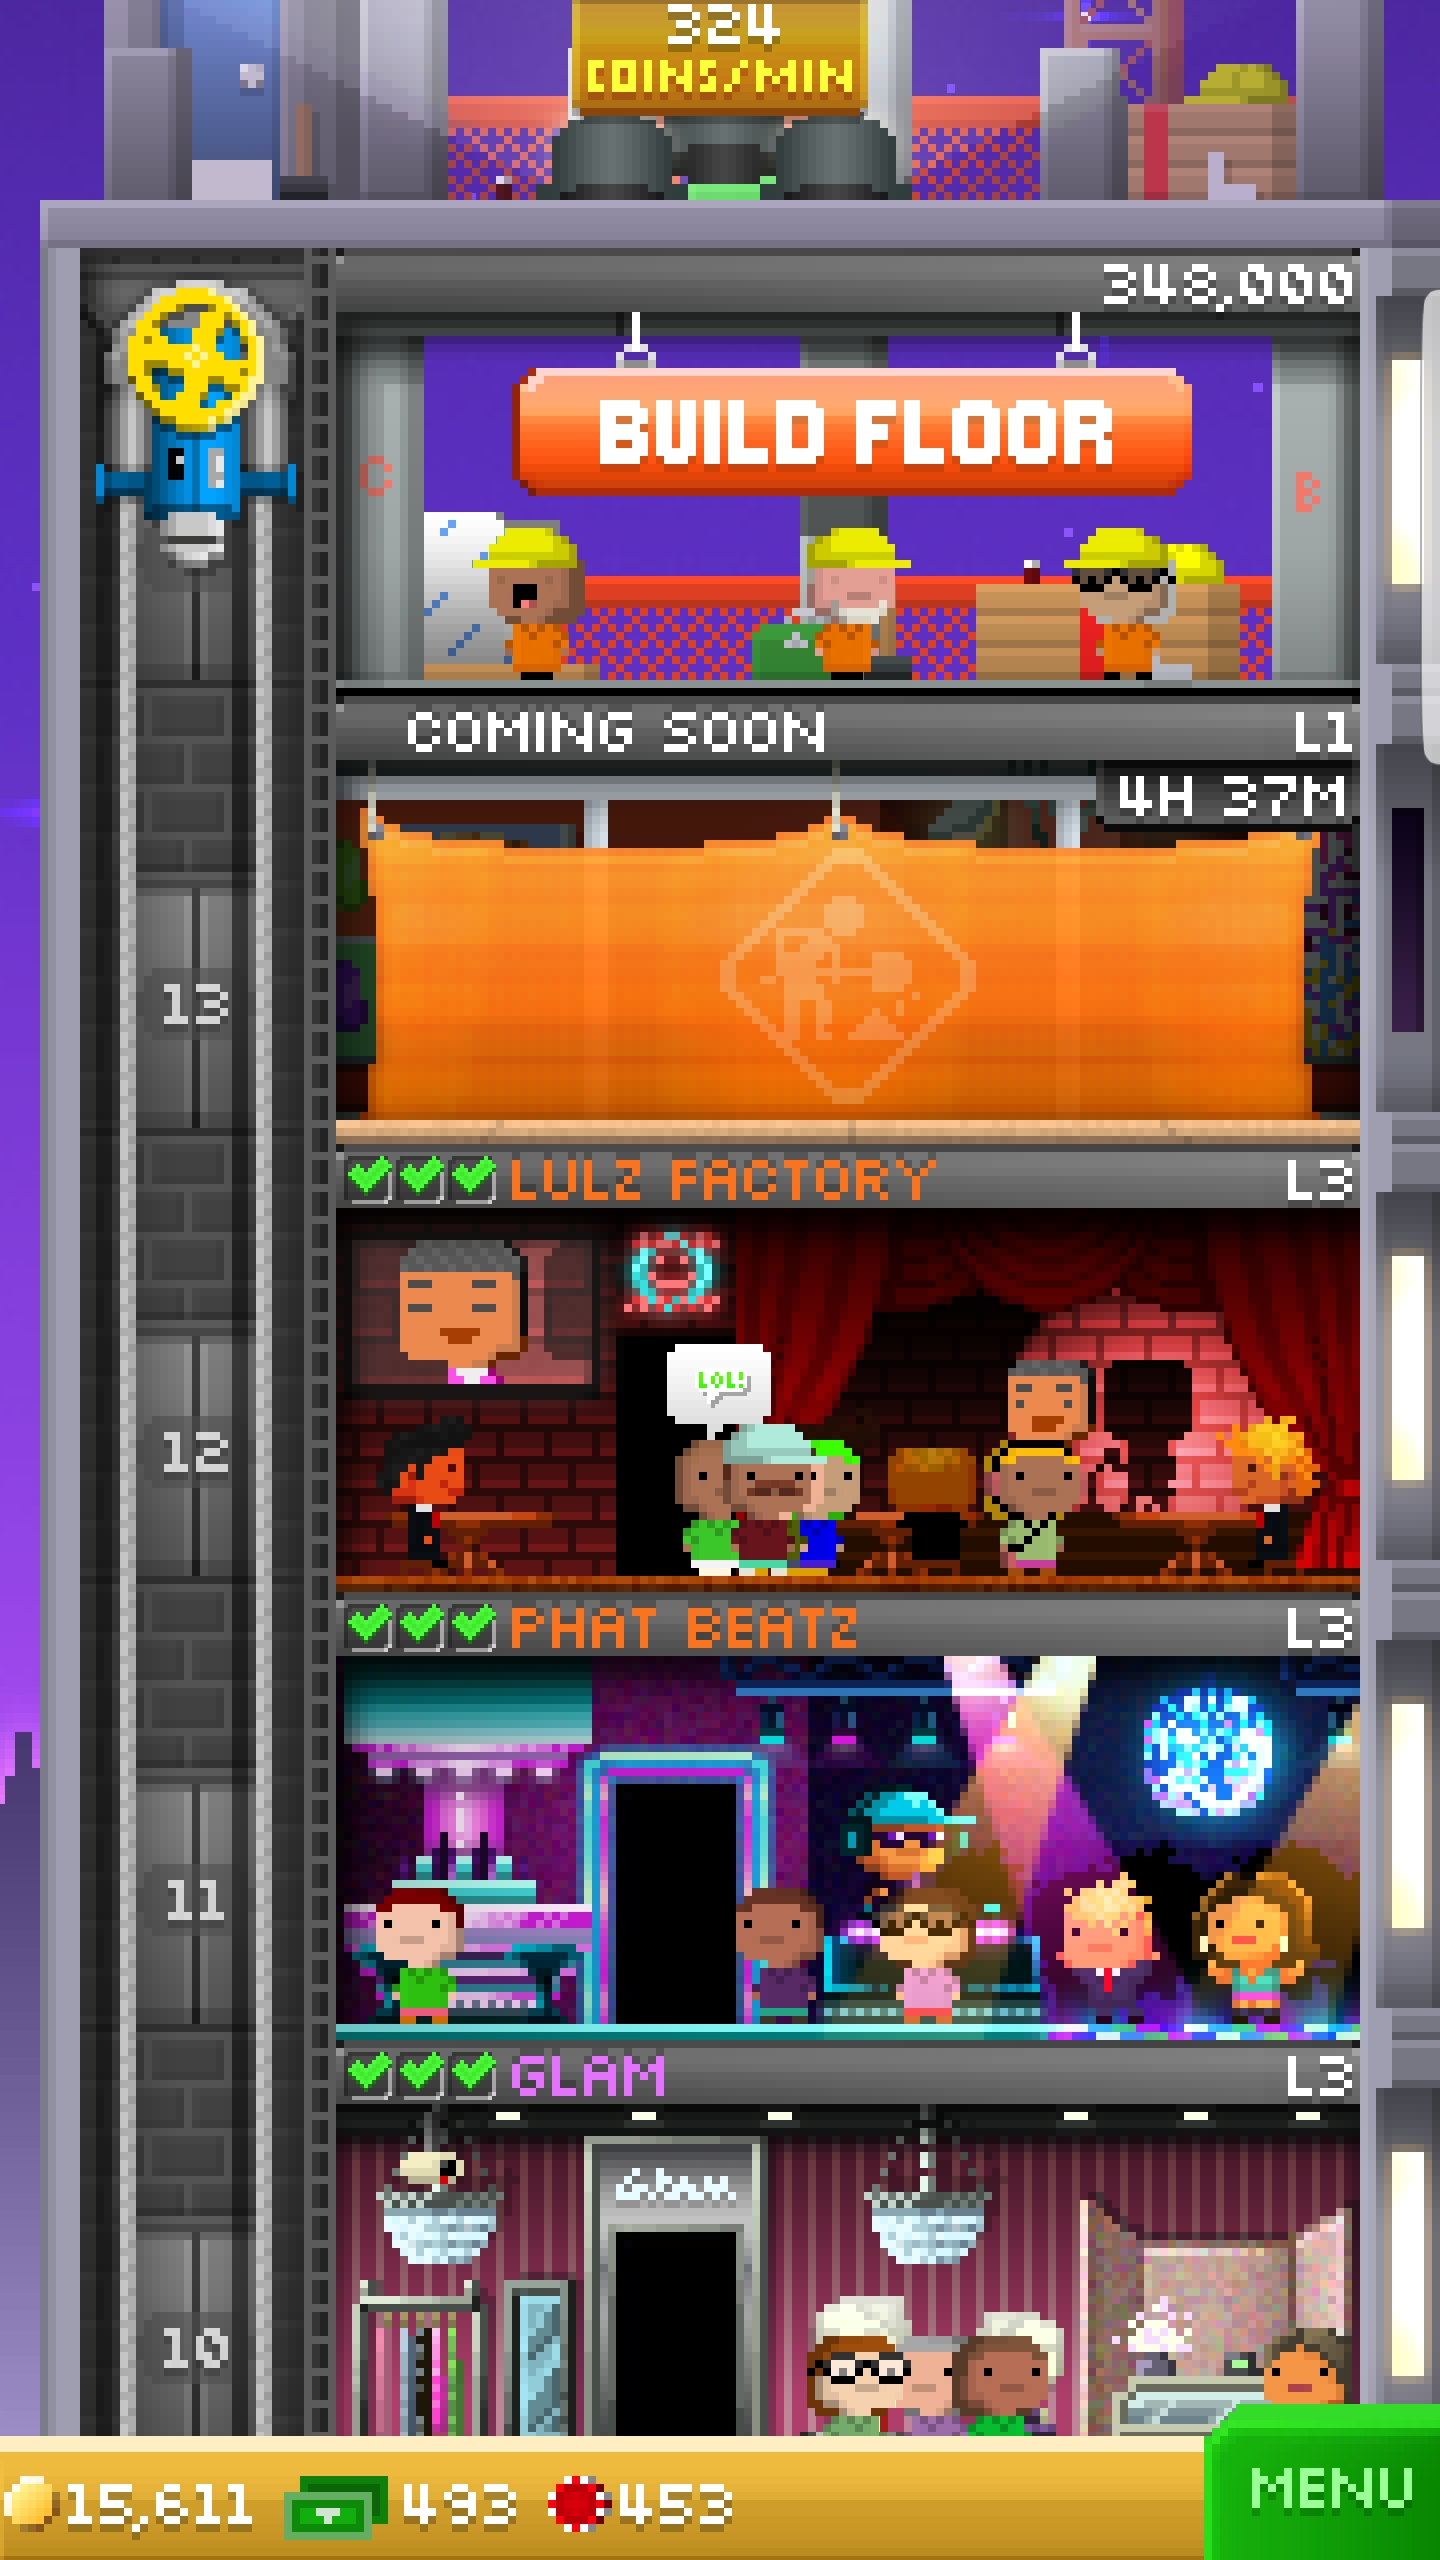 324
COINS/MIN
348,000
BUILD FLOOR
C
B
COMING SOON L1
4H 37M
13
LULZ FACTORY L3
LOL!
12
PHAT BEATZ L3
11
GLAM L3
Glam
10
15,611 493 453
MENU